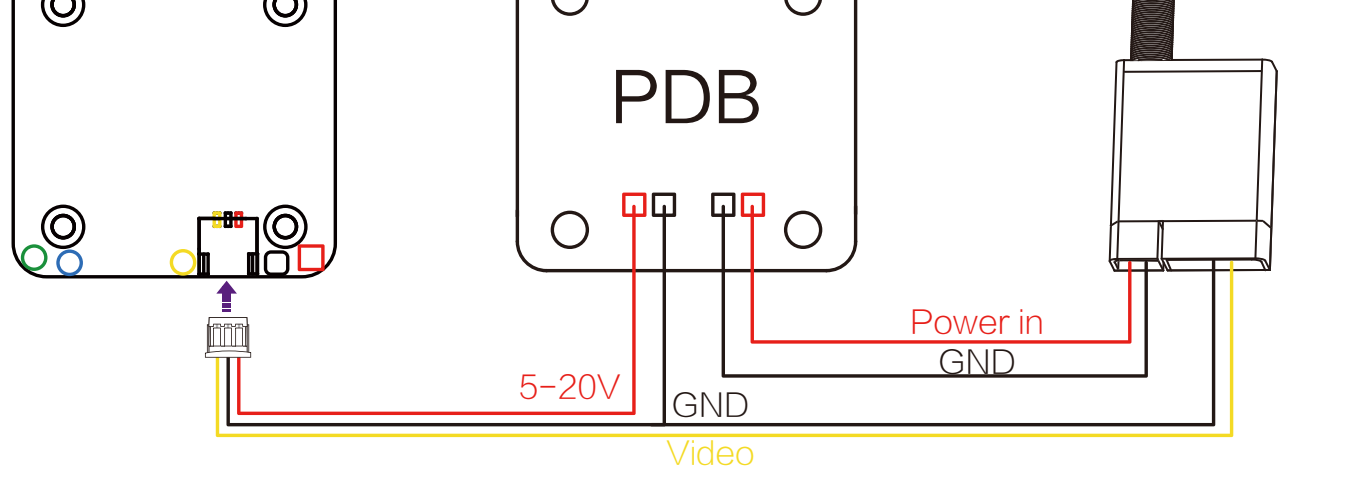 PDB
Power in
GND
5-20V
GND
Video